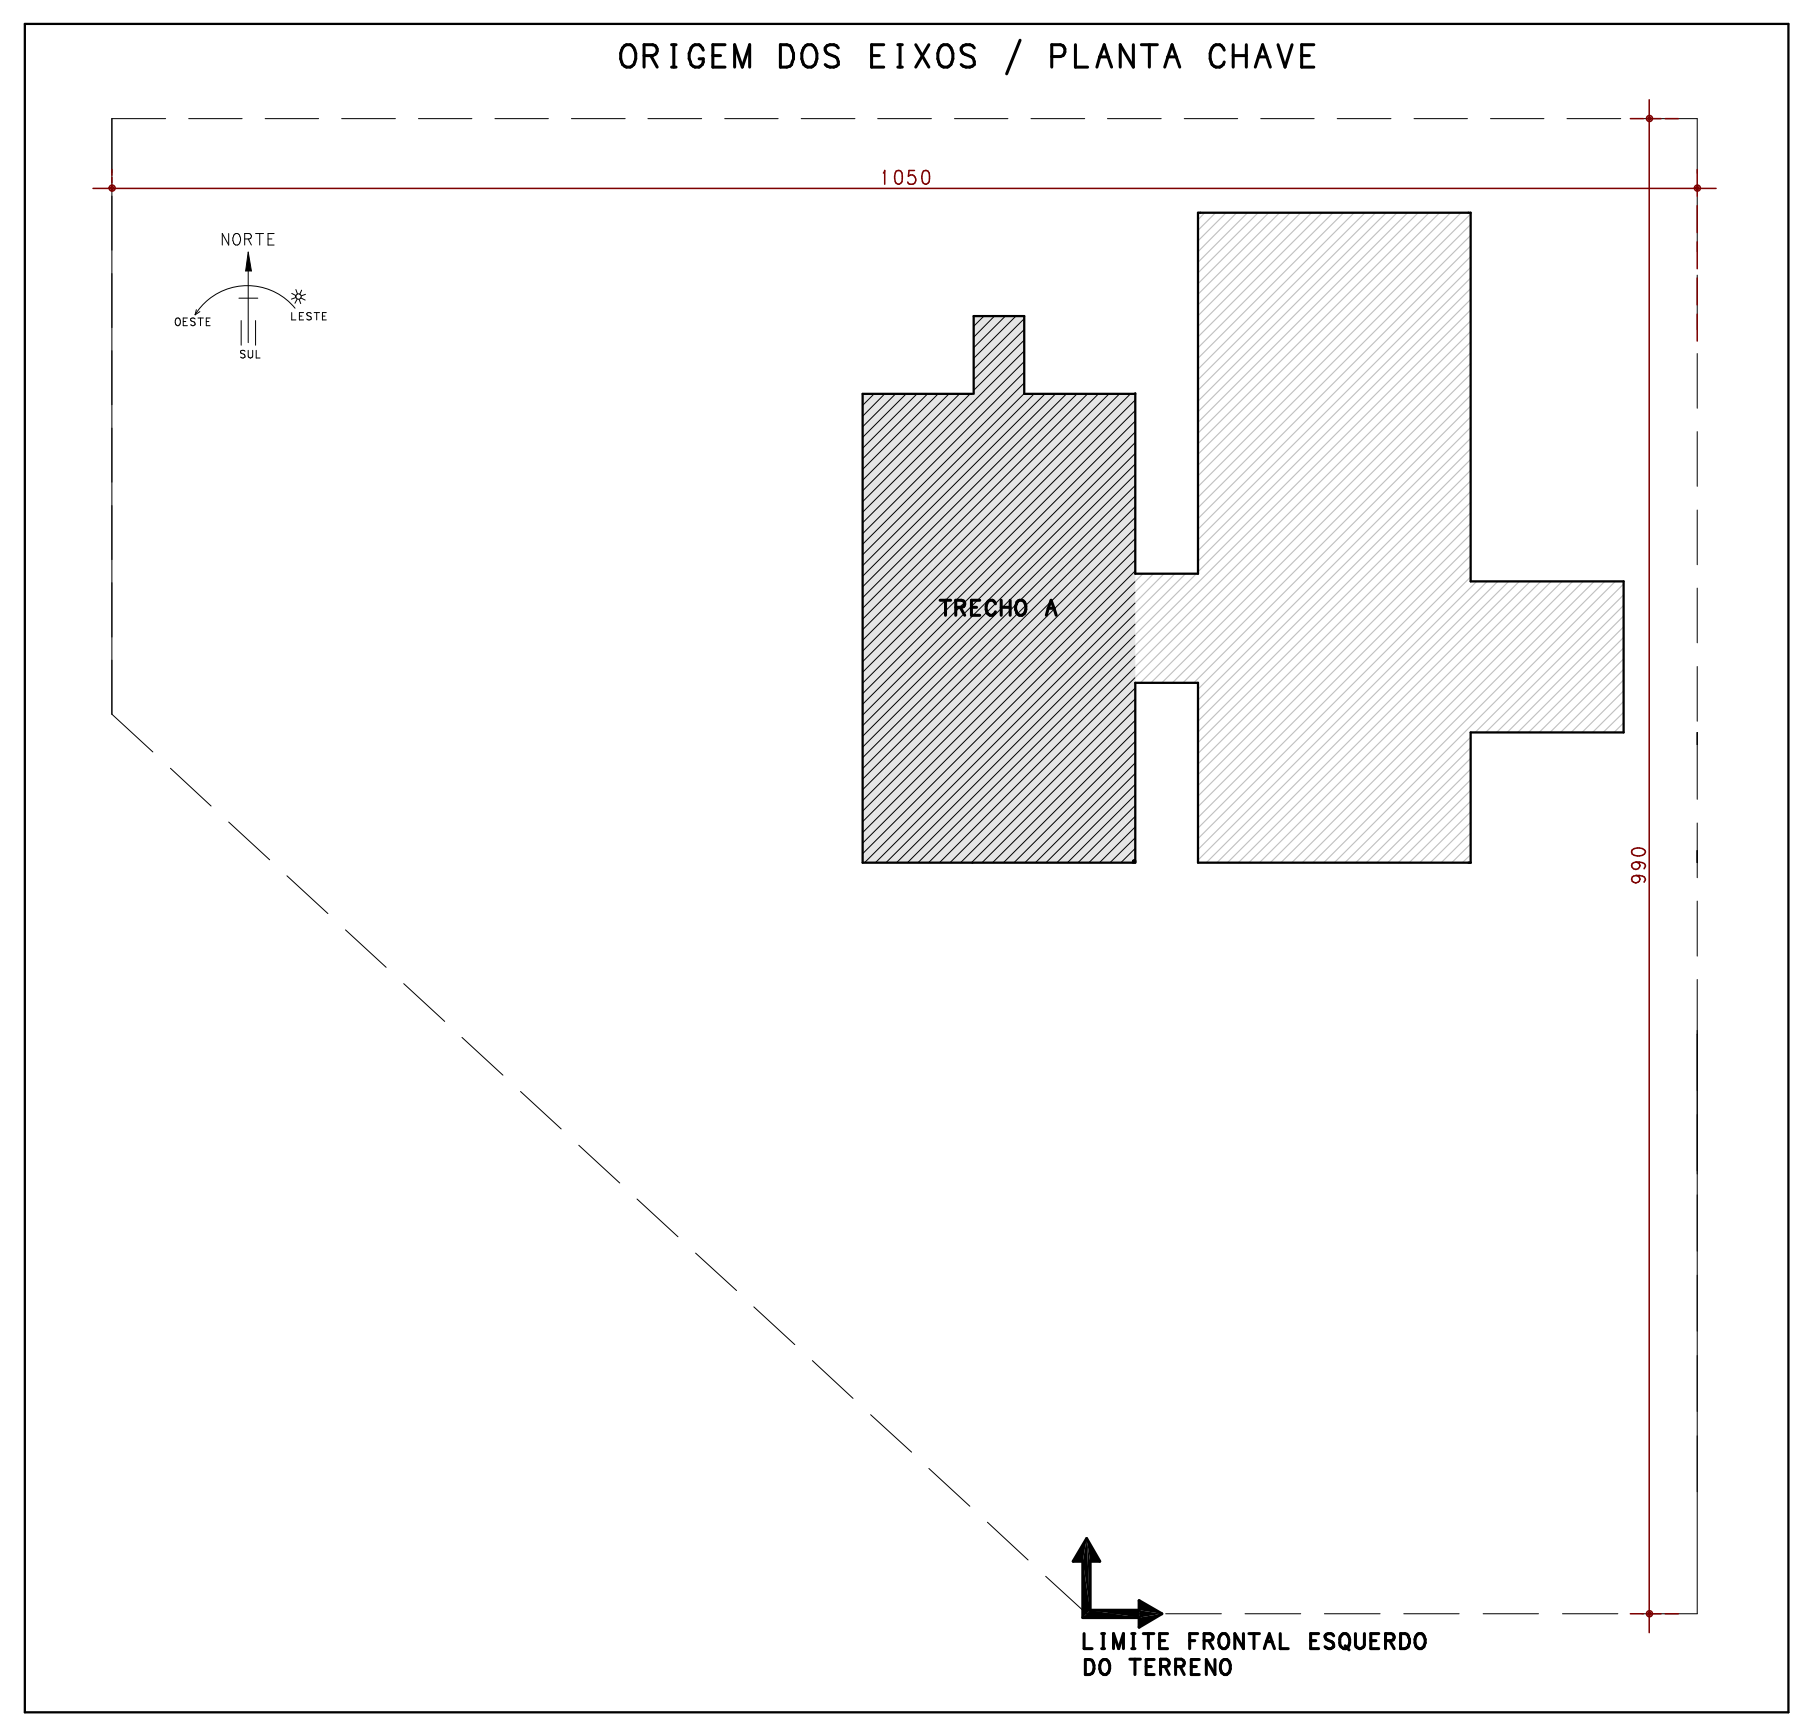 ORIGEM DOS EIXOS / PLANTA CHAVE
1050
NORTE
OESTE
LESTE
SUL
TRECHO A
990
LIMITE FRONTAL ESQUERDO
DO TERRENO